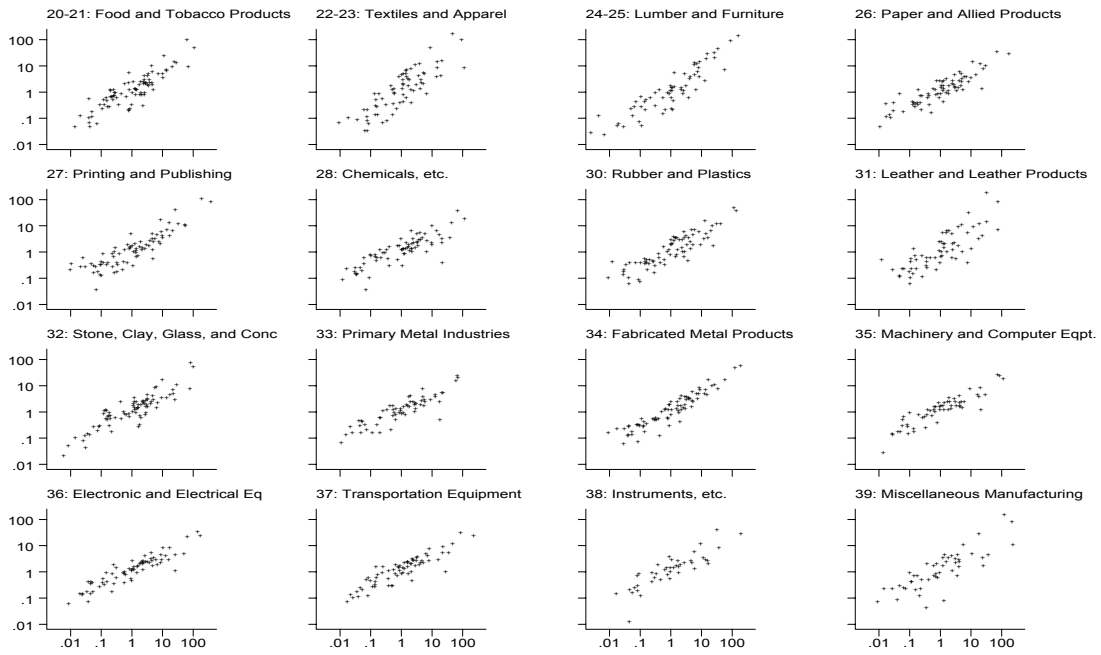 20-21: Food and Tobacco Products
22-23: Textiles and Apparel
24-25: Lumber and Furniture
26: Paper and Allied Products
100
10
1
.1
.01
27: Printing and Publishing
28: Chemicals, etc.
30: Rubber and Plastics
31: Leather and Leather Products
100
10
1
.1
.01
32: Stone, Clay, Glass, and Conc
33: Primary Metal Industries
34: Fabricated Metal Products
35: Machinery and Computer Eqpt.
100
10
1
.1
.01
36: Electronic and Electrical Eq
37: Transportation Equipment
38: Instruments, etc.
39: Miscellaneous Manufacturing
100
10
1
.1
.01
.01 .1 1 10 100 .01 .1 1 10 100 .01 .1 1 10 100 .01 .1 1 10 100